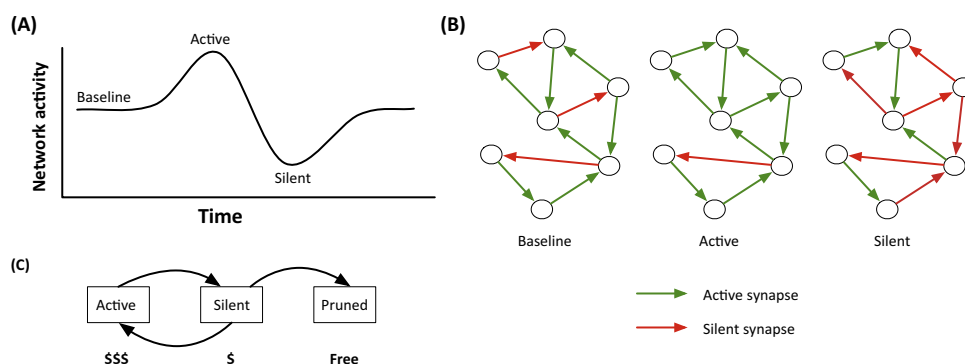 (A)
Active
Baseline
Silent
Network activity
Time
(B)
Baseline
Active
Silent
Active synapse
Silent synapse
(C)
Active
Silent
Pruned
$$$
$
Free